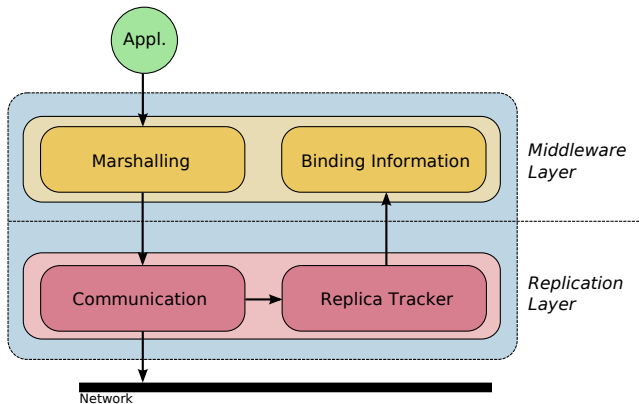 Appl.
Marshalling
Binding Information
Middleware
Layer
Communication
Replica Tracker
Replication
Layer
Network